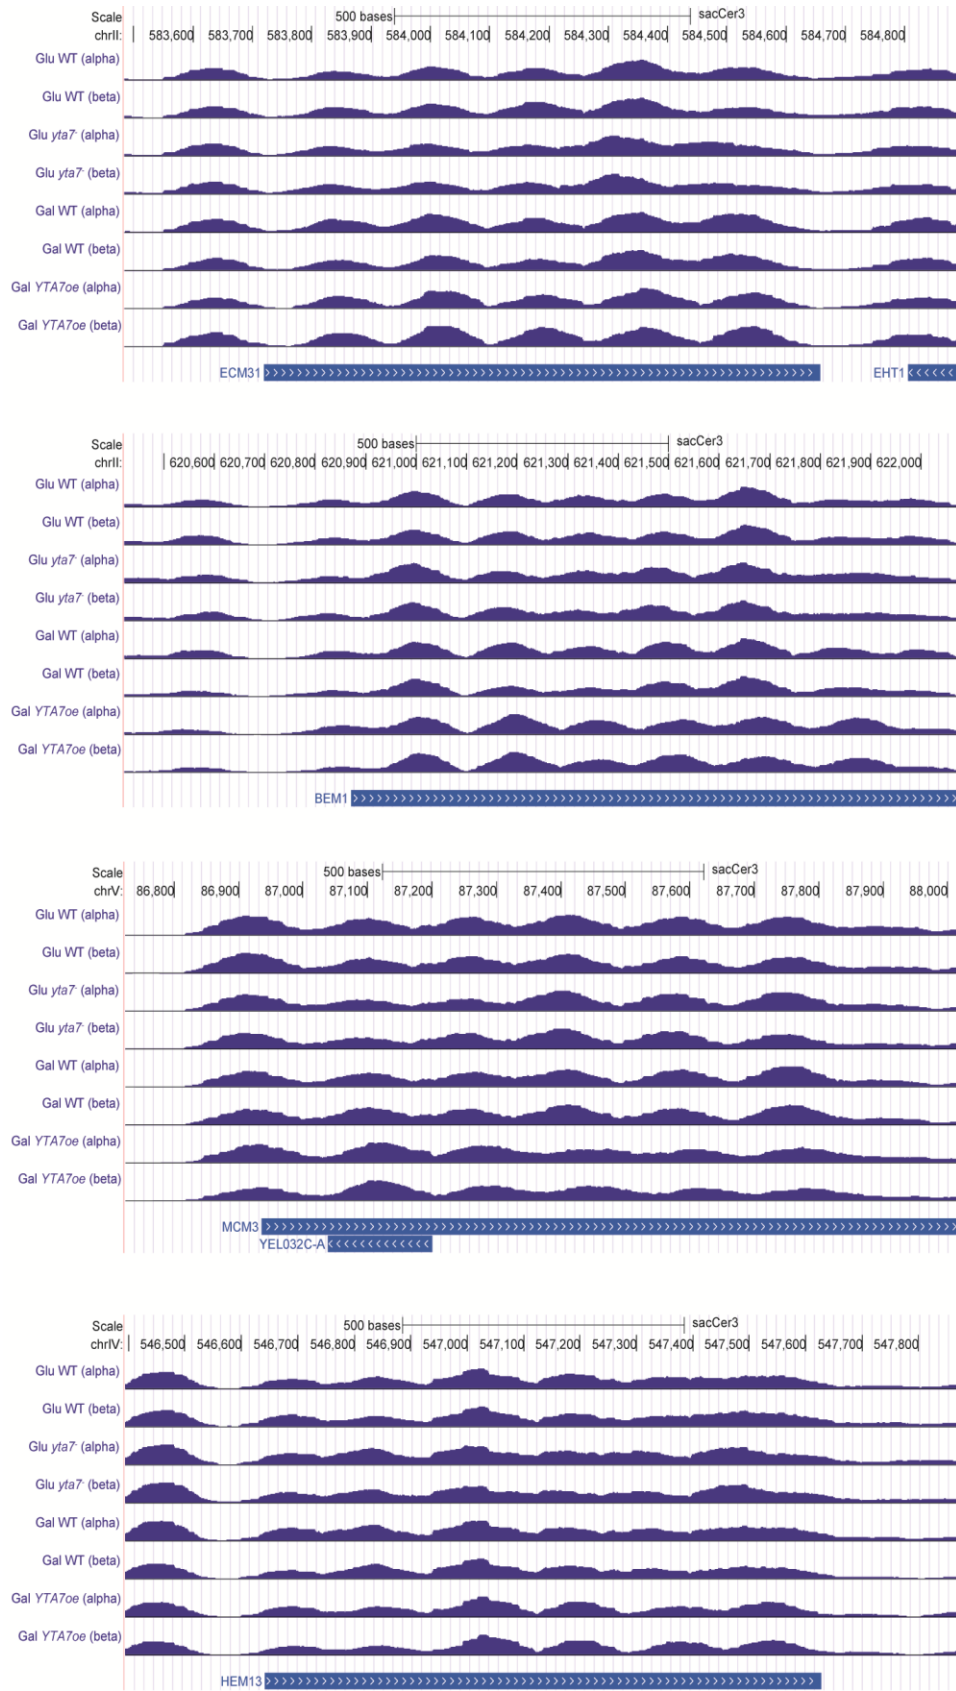 Scale 500 bases sacCer3
chrII: 583,600 583,700 583,800 583,900 584,000 584,100 584,200 584,300 584,400 584,500 584,600 584,700 584,800
Glu WT (alpha)
Glu WT (beta)
Glu yta7- (alpha)
Glu yta7- (beta)
Gal WT (alpha)
Gal WT (beta)
Gal YTA7oe (alpha)
Gal YTA7oe (beta)
ECM31 EHT1
Scale 500 bases sacCer3
chrII: 620,600 620,700 620,800 620,900 621,000 621,100 621,200 621,300 621,400 621,500 621,600 621,700 621,800 621,900 622,000
Glu WT (alpha)
Glu WT (beta)
Glu yta7- (alpha)
Glu yta7- (beta)
Gal WT (alpha)
Gal WT (beta)
Gal YTA7oe (alpha)
Gal YTA7oe (beta)
BEM1
Scale 500 bases sacCer3
chrV: 86,800 86,900 87,000 87,100 87,200 87,300 87,400 87,500 87,600 87,700 87,800 87,900 88,000
Glu WT (alpha)
Glu WT (beta)
Glu yta7- (alpha)
Glu yta7- (beta)
Gal WT (alpha)
Gal WT (beta)
Gal YTA7oe (alpha)
Gal YTA7oe (beta)
MCM3
YEL032C-A
Scale 500 bases sacCer3
chrIV: 546,500 546,600 546,700 546,800 546,900 547,000 547,100 547,200 547,300 547,400 547,500 547,600 547,700 547,800
Glu WT (alpha)
Glu WT (beta)
Glu yta7- (alpha)
Glu yta7- (beta)
Gal WT (alpha)
Gal WT (beta)
Gal YTA7oe (alpha)
Gal YTA7oe (beta)
HEM13